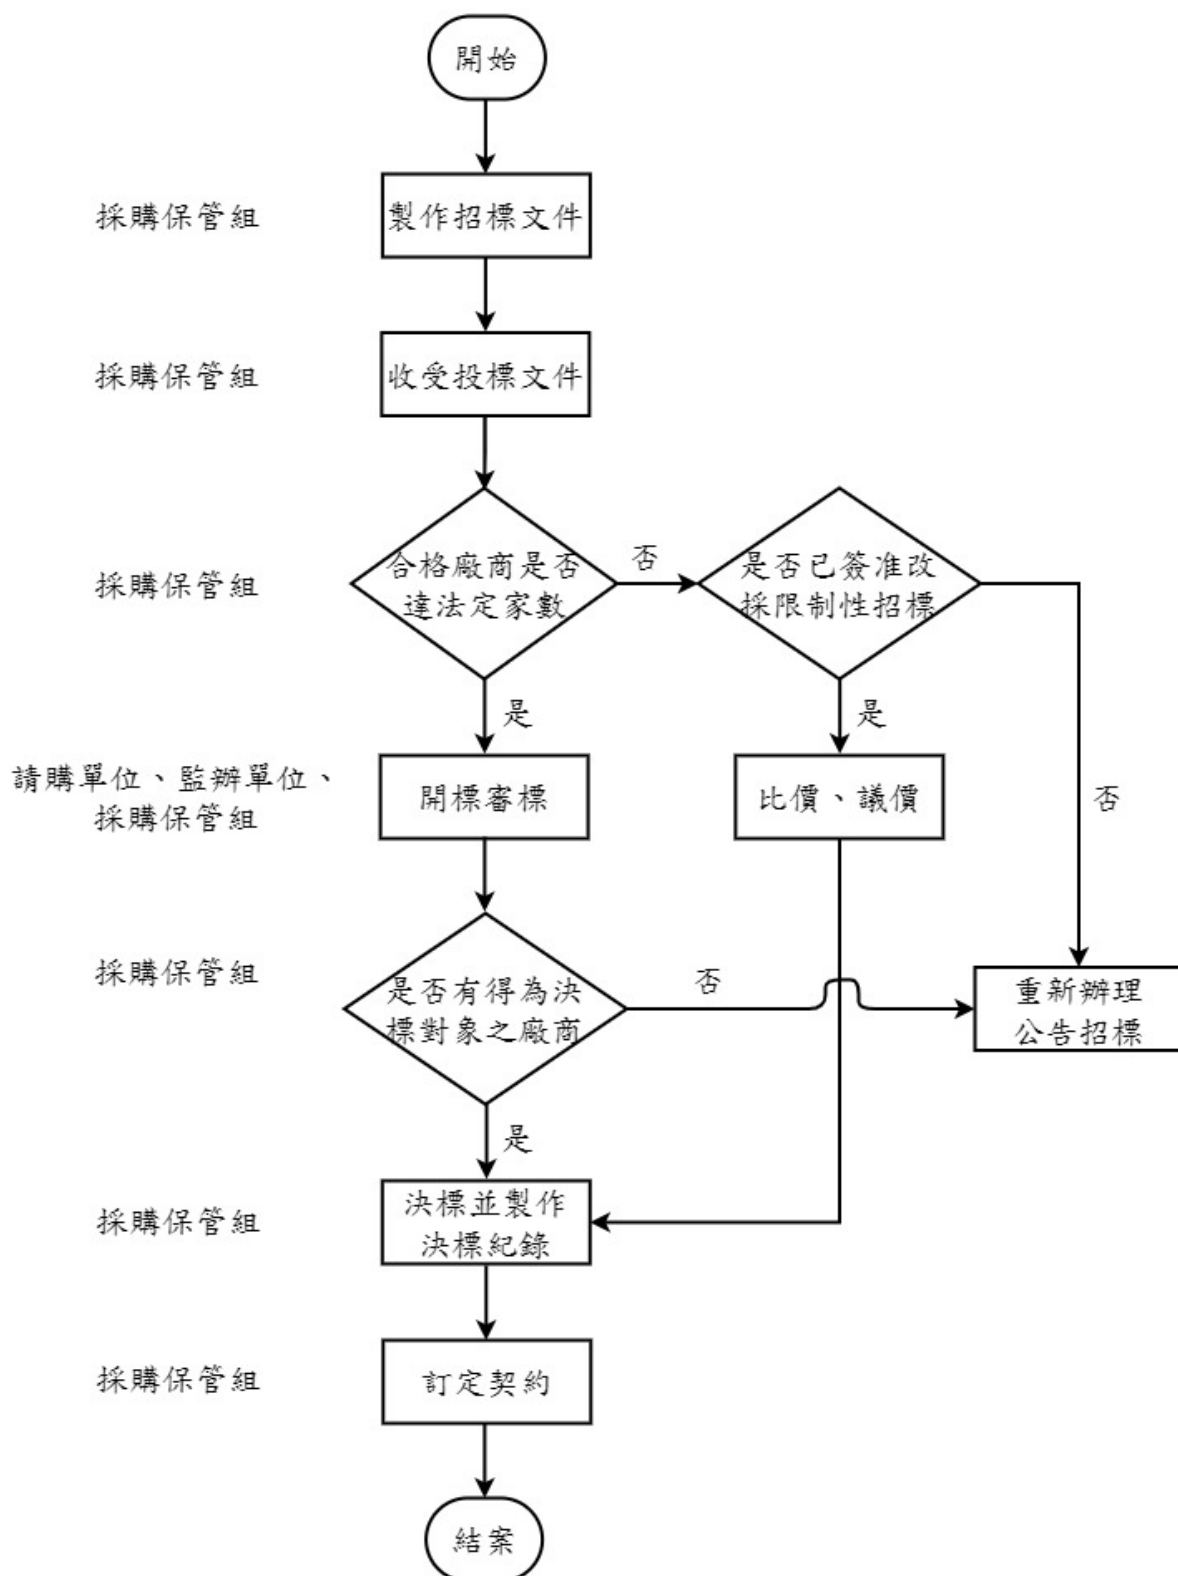 開始
採購保管組
製作招標文件
採購保管組
收受投標文件
採購保管組
合格廠商是否
達法定家數
否
是否已簽准改
採限制性招標
是
是
請購單位、監辦單位、
採購保管組
開標審標
比價、議價
否
採購保管組
是否有得為決
標對象之廠商
否
重新辦理
公告招標
是
採購保管組
決標並製作
決標紀錄
採購保管組
訂定契約
結案